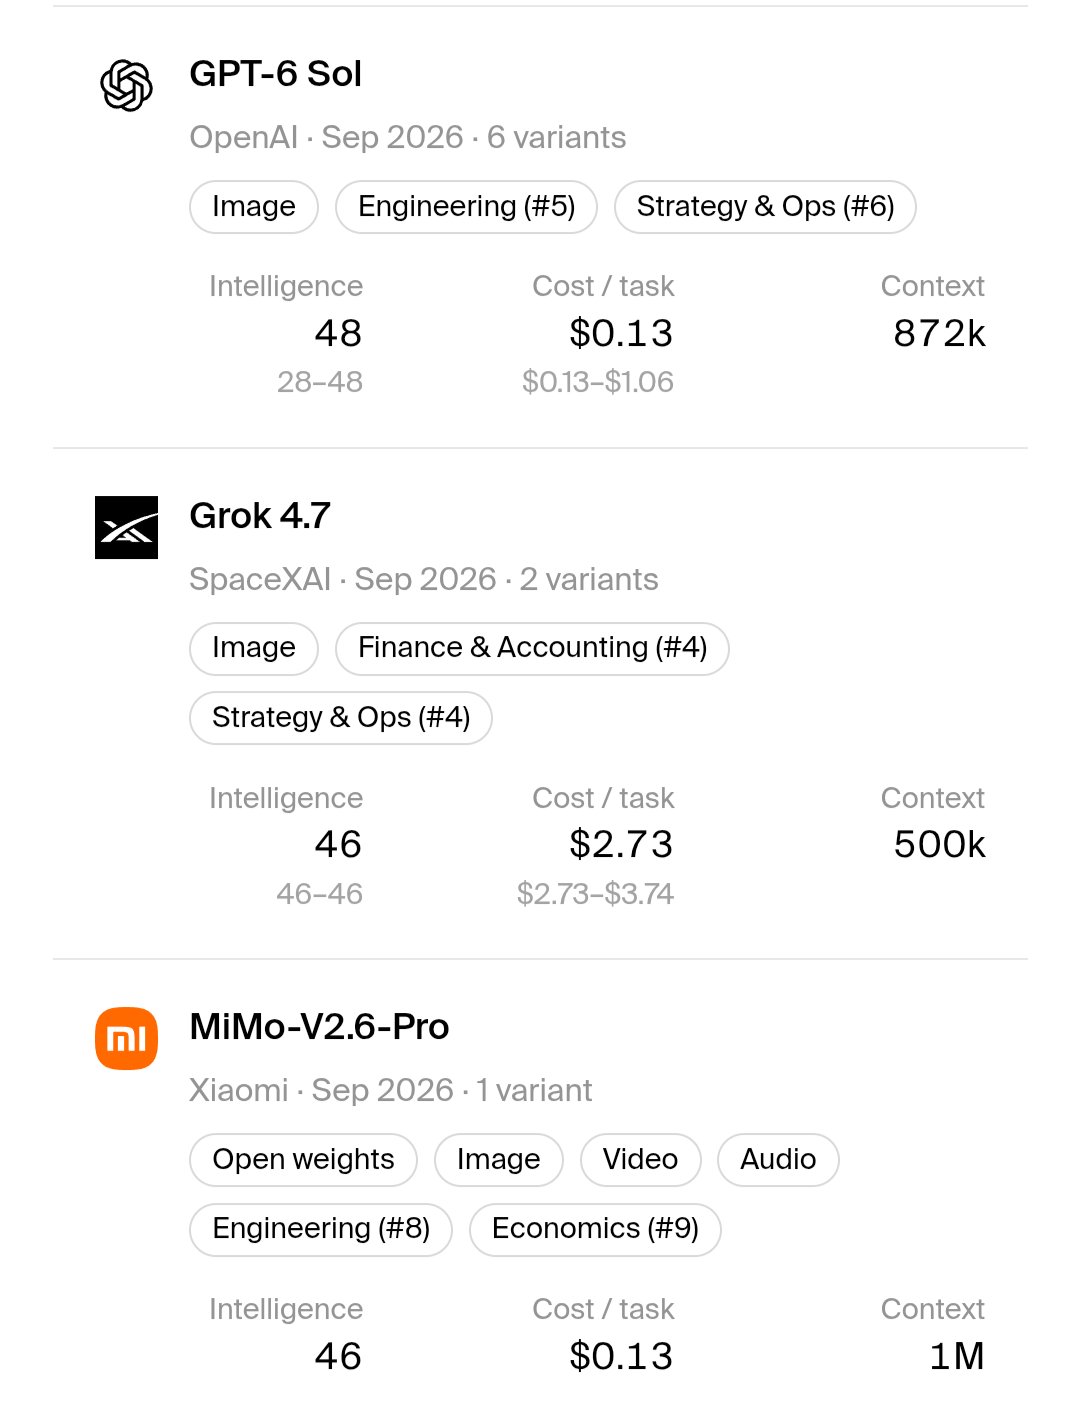 GPT-6 Sol
OpenAI · Sep 2026 · 6 variants
Image Engineering (#5) Strategy & Ops (#6)
Intelligence Cost / task Context
48 $0.13 872k
28–48 $0.13–$1.06
Grok 4.7
SpaceXAI · Sep 2026 · 2 variants
Image Finance & Accounting (#4)
Strategy & Ops (#4)
Intelligence Cost / task Context
46 $2.73 500k
46–46 $2.73–$3.74
mi
MiMo-V2.6-Pro
Xiaomi · Sep 2026 · 1 variant
Open weights Image Video Audio
Engineering (#8) Economics (#9)
Intelligence Cost / task Context
46 $0.13 1M